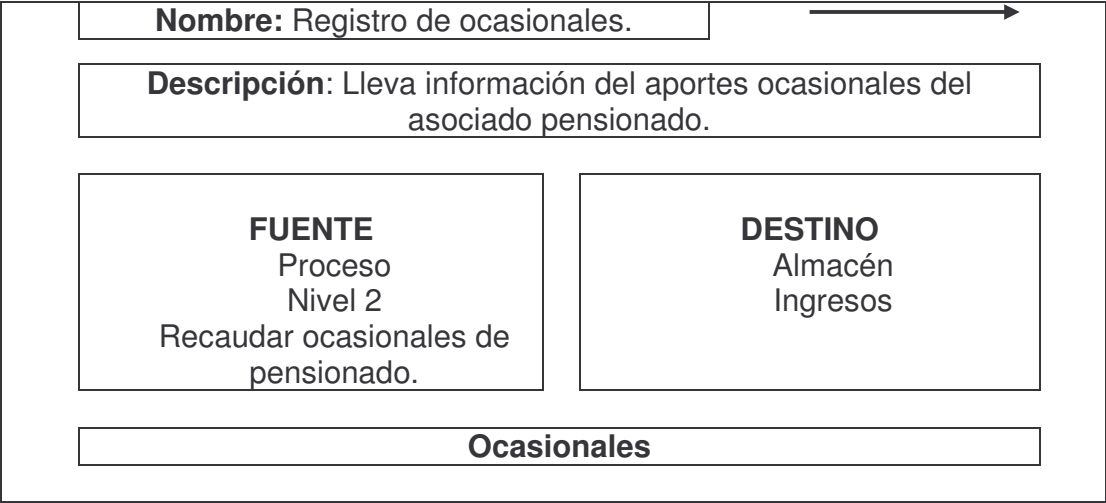 Nombre: Registro de ocasionales.
Descripción: Lleva información del aportes ocasionales del
asociado pensionado.
FUENTE
Proceso
Nivel 2
Recaudar ocasionales de
pensionado.
DESTINO
Almacén
Ingresos
Ocasionales